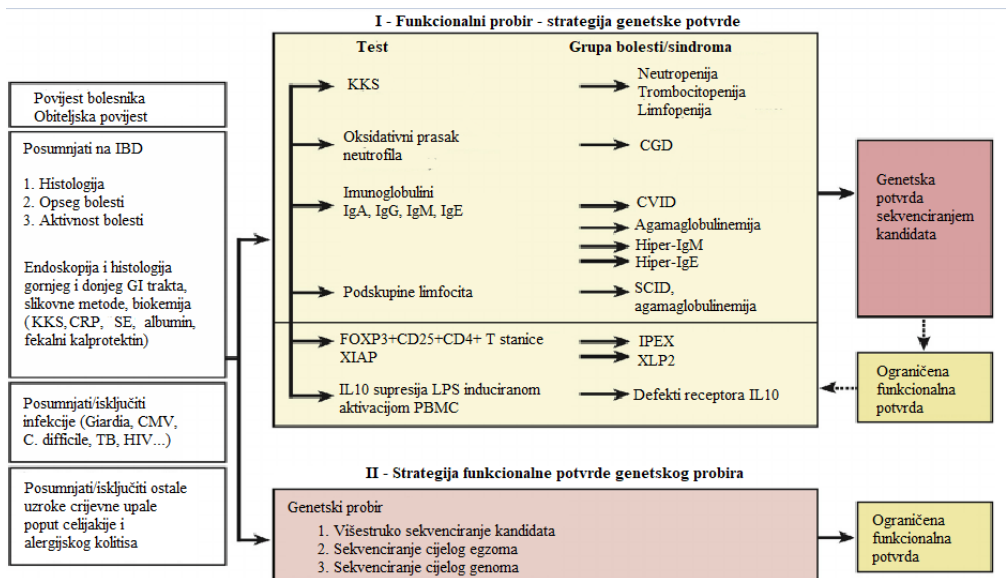 I - Funkcionalni probir - strategija genetske potvrde
Povijest bolesnika
Obiteljska povijest
Posumnjati na IBD
1. Histologija
2. Opseg bolesti
3. Aktivnost bolesti
Endoskopija i histologija
gornjeg i donjeg GI trakta,
slikovne metode, biokemija
(KKS, CRP, SE, albumin,
fekalni kalprotektin)
Posumnjati/isključiti
infekcije (Giardia, CMV,
C. difficile, TB, HIV...)
Posumnjati/isključiti ostale
uzroke crijevne upale
poput celijakije i
alergijskog kolitisa
Test
Grupa bolesti/sindroma
KKS
Neutropenija
Trombocitopenija
Limfopenija
Oksidativni prasak
neutrofila
CGD
Imunoglobulini
IgA, IgG, IgM, IgE
CVID
Agamaglobulinemija
Hiper-IgM
Hiper-IgE
Podskupine limfocita
SCID,
agamaglobulinemija
FOXP3+CD25+CD4+ T stanice
XIAP
IPEX
XLP2
IL10 supresija LPS induciranom
aktivacijom PBMC
Defekti receptora IL10
Genetska
potvrda
sekvenciranjem
kandidata
Ograničena
funkcionalna
potvrda
II - Strategija funkcionalne potvrde genetskog probira
Genetski probir
1. Višestruko sekvenciranje kandidata
2. Sekvenciranje cijelog egzoma
3. Sekvenciranje cijelog genoma
Ograničena
funkcionalna
potvrda